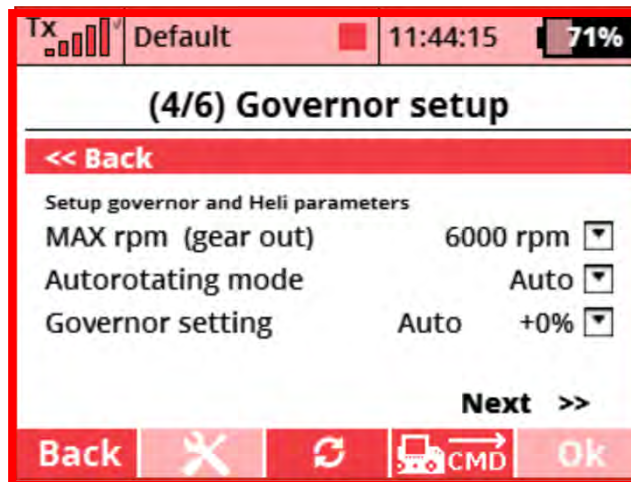 Tx Default 11:44:15 71%
(4/6) Governor setup
<< Back
Setup governor and Heli parameters
MAX rpm (gear out) 6000 rpm
Autorotating mode Auto
Governor setting Auto +0%
Next >>
Back CMD Ok